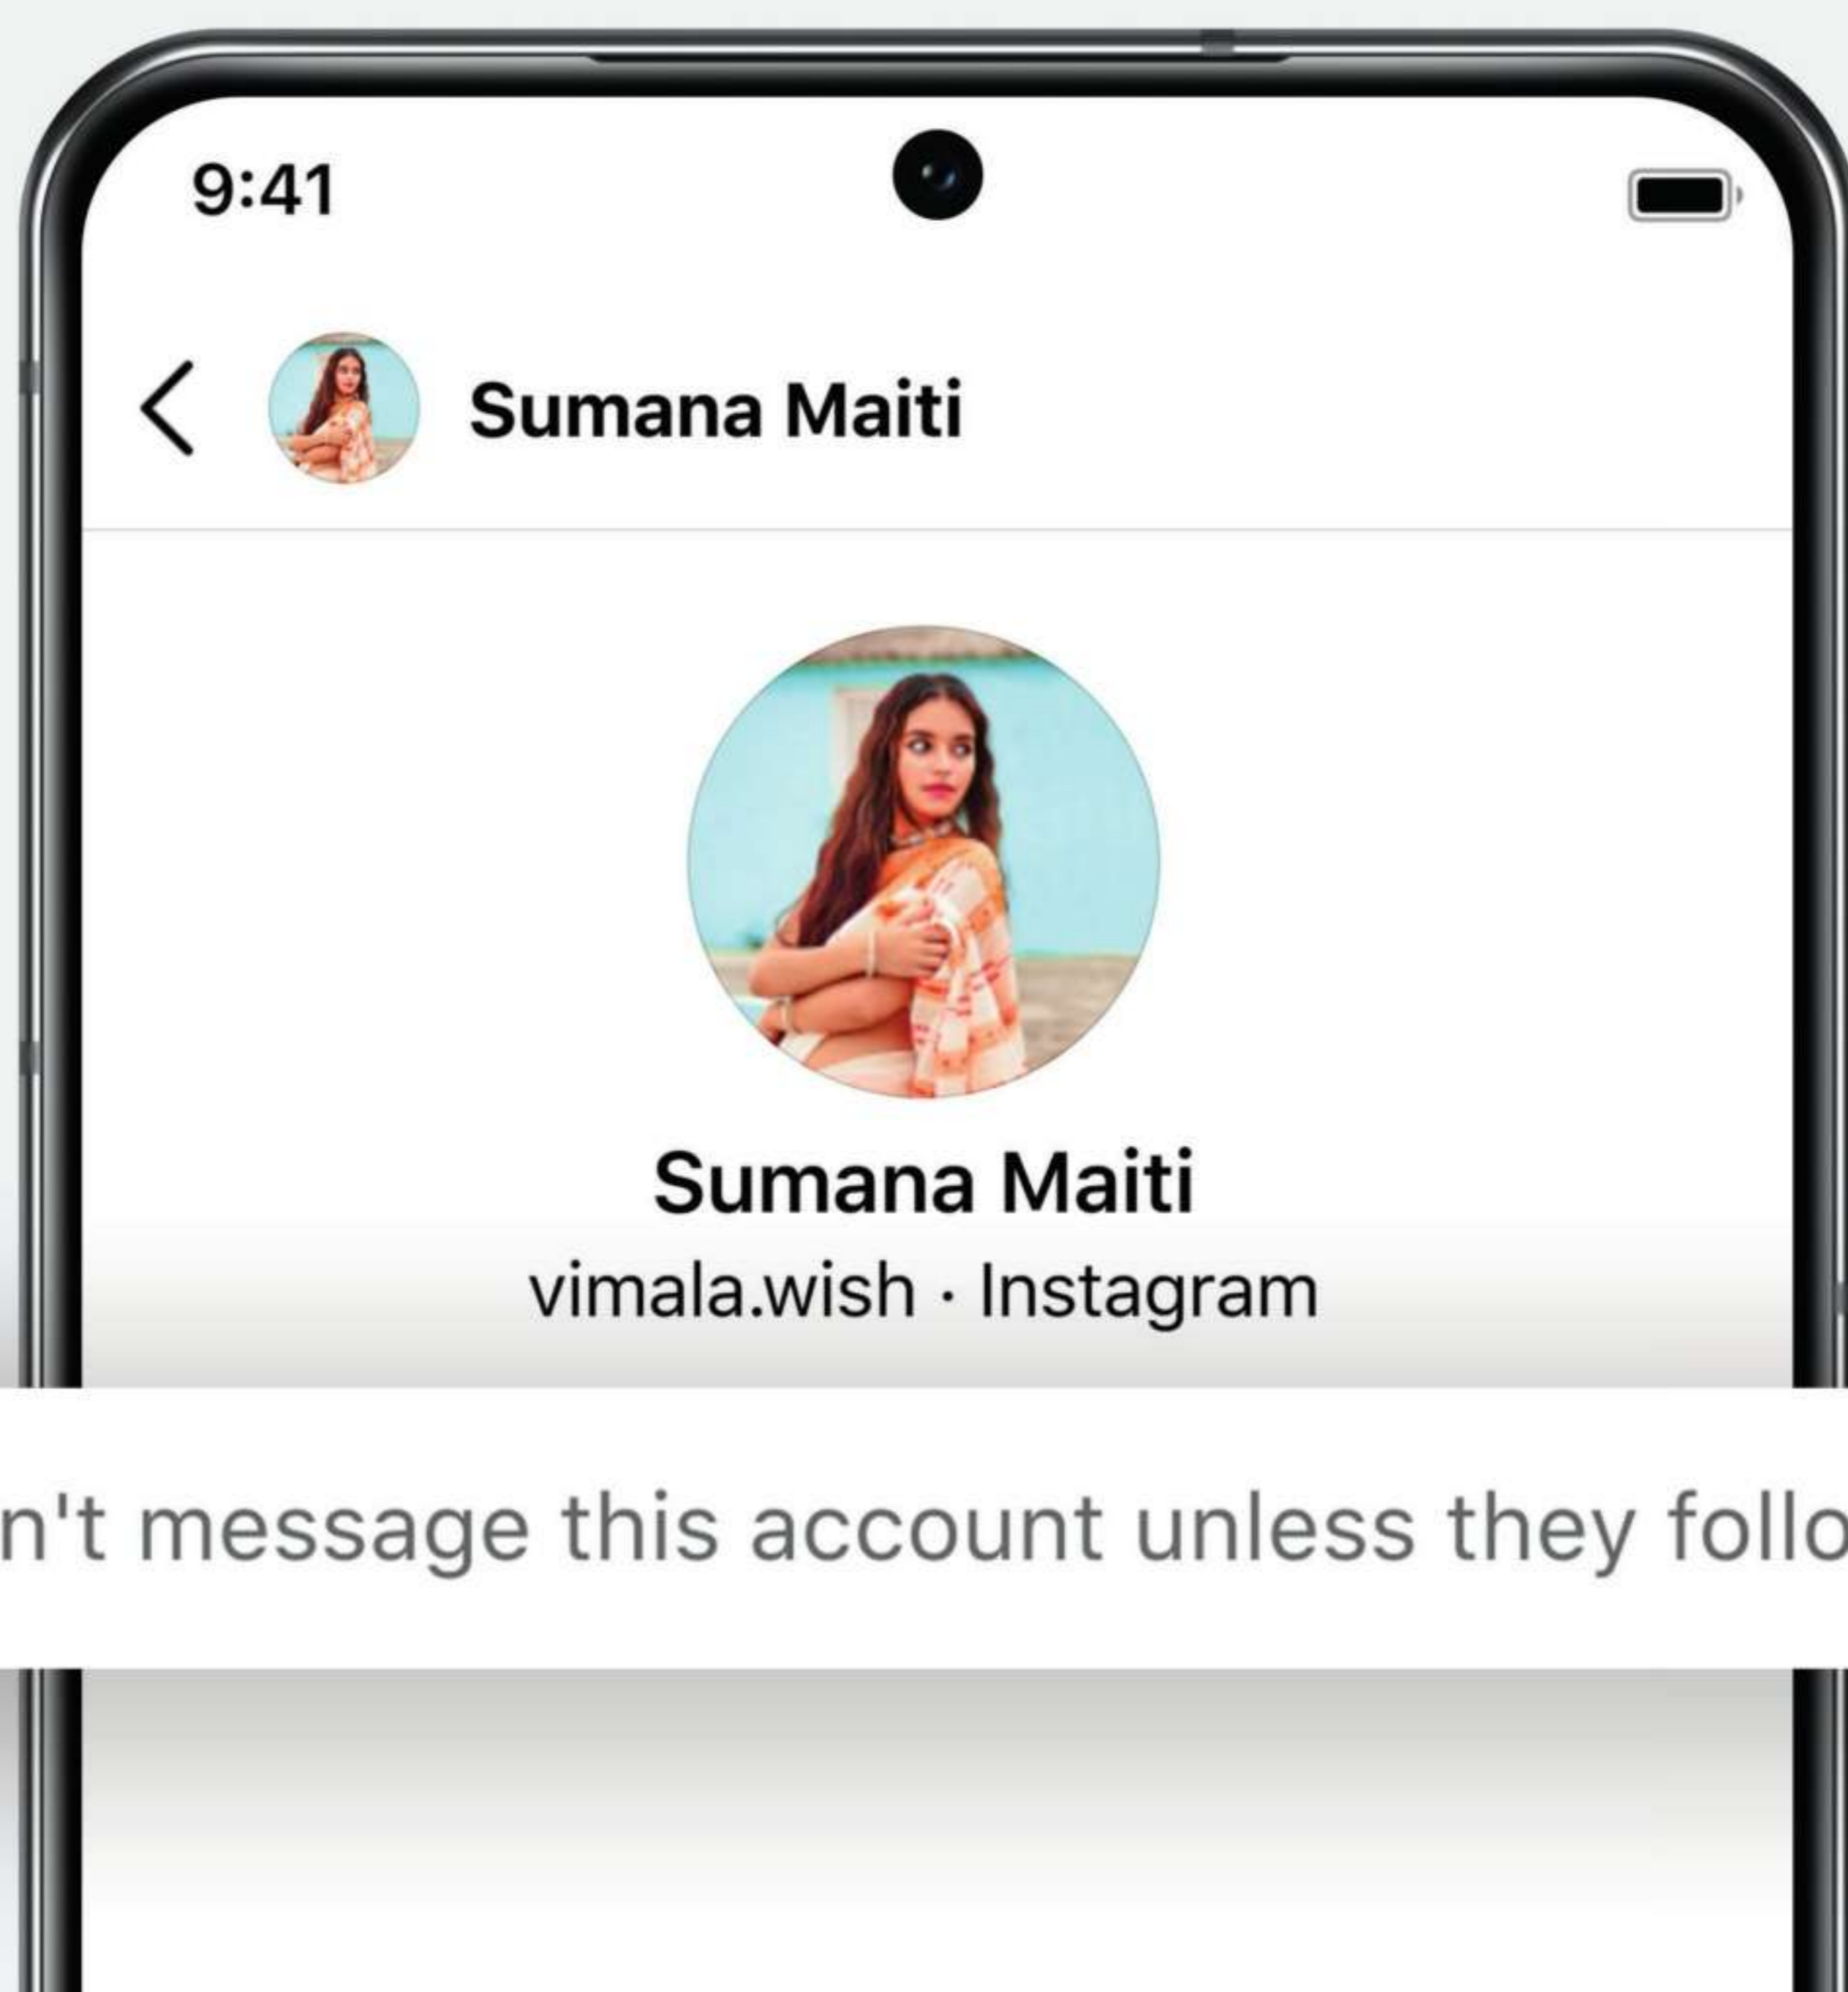 9:41
Sumana Maiti
Sumana Maiti
vimala.wish · Instagram
n't message this account unless they follo